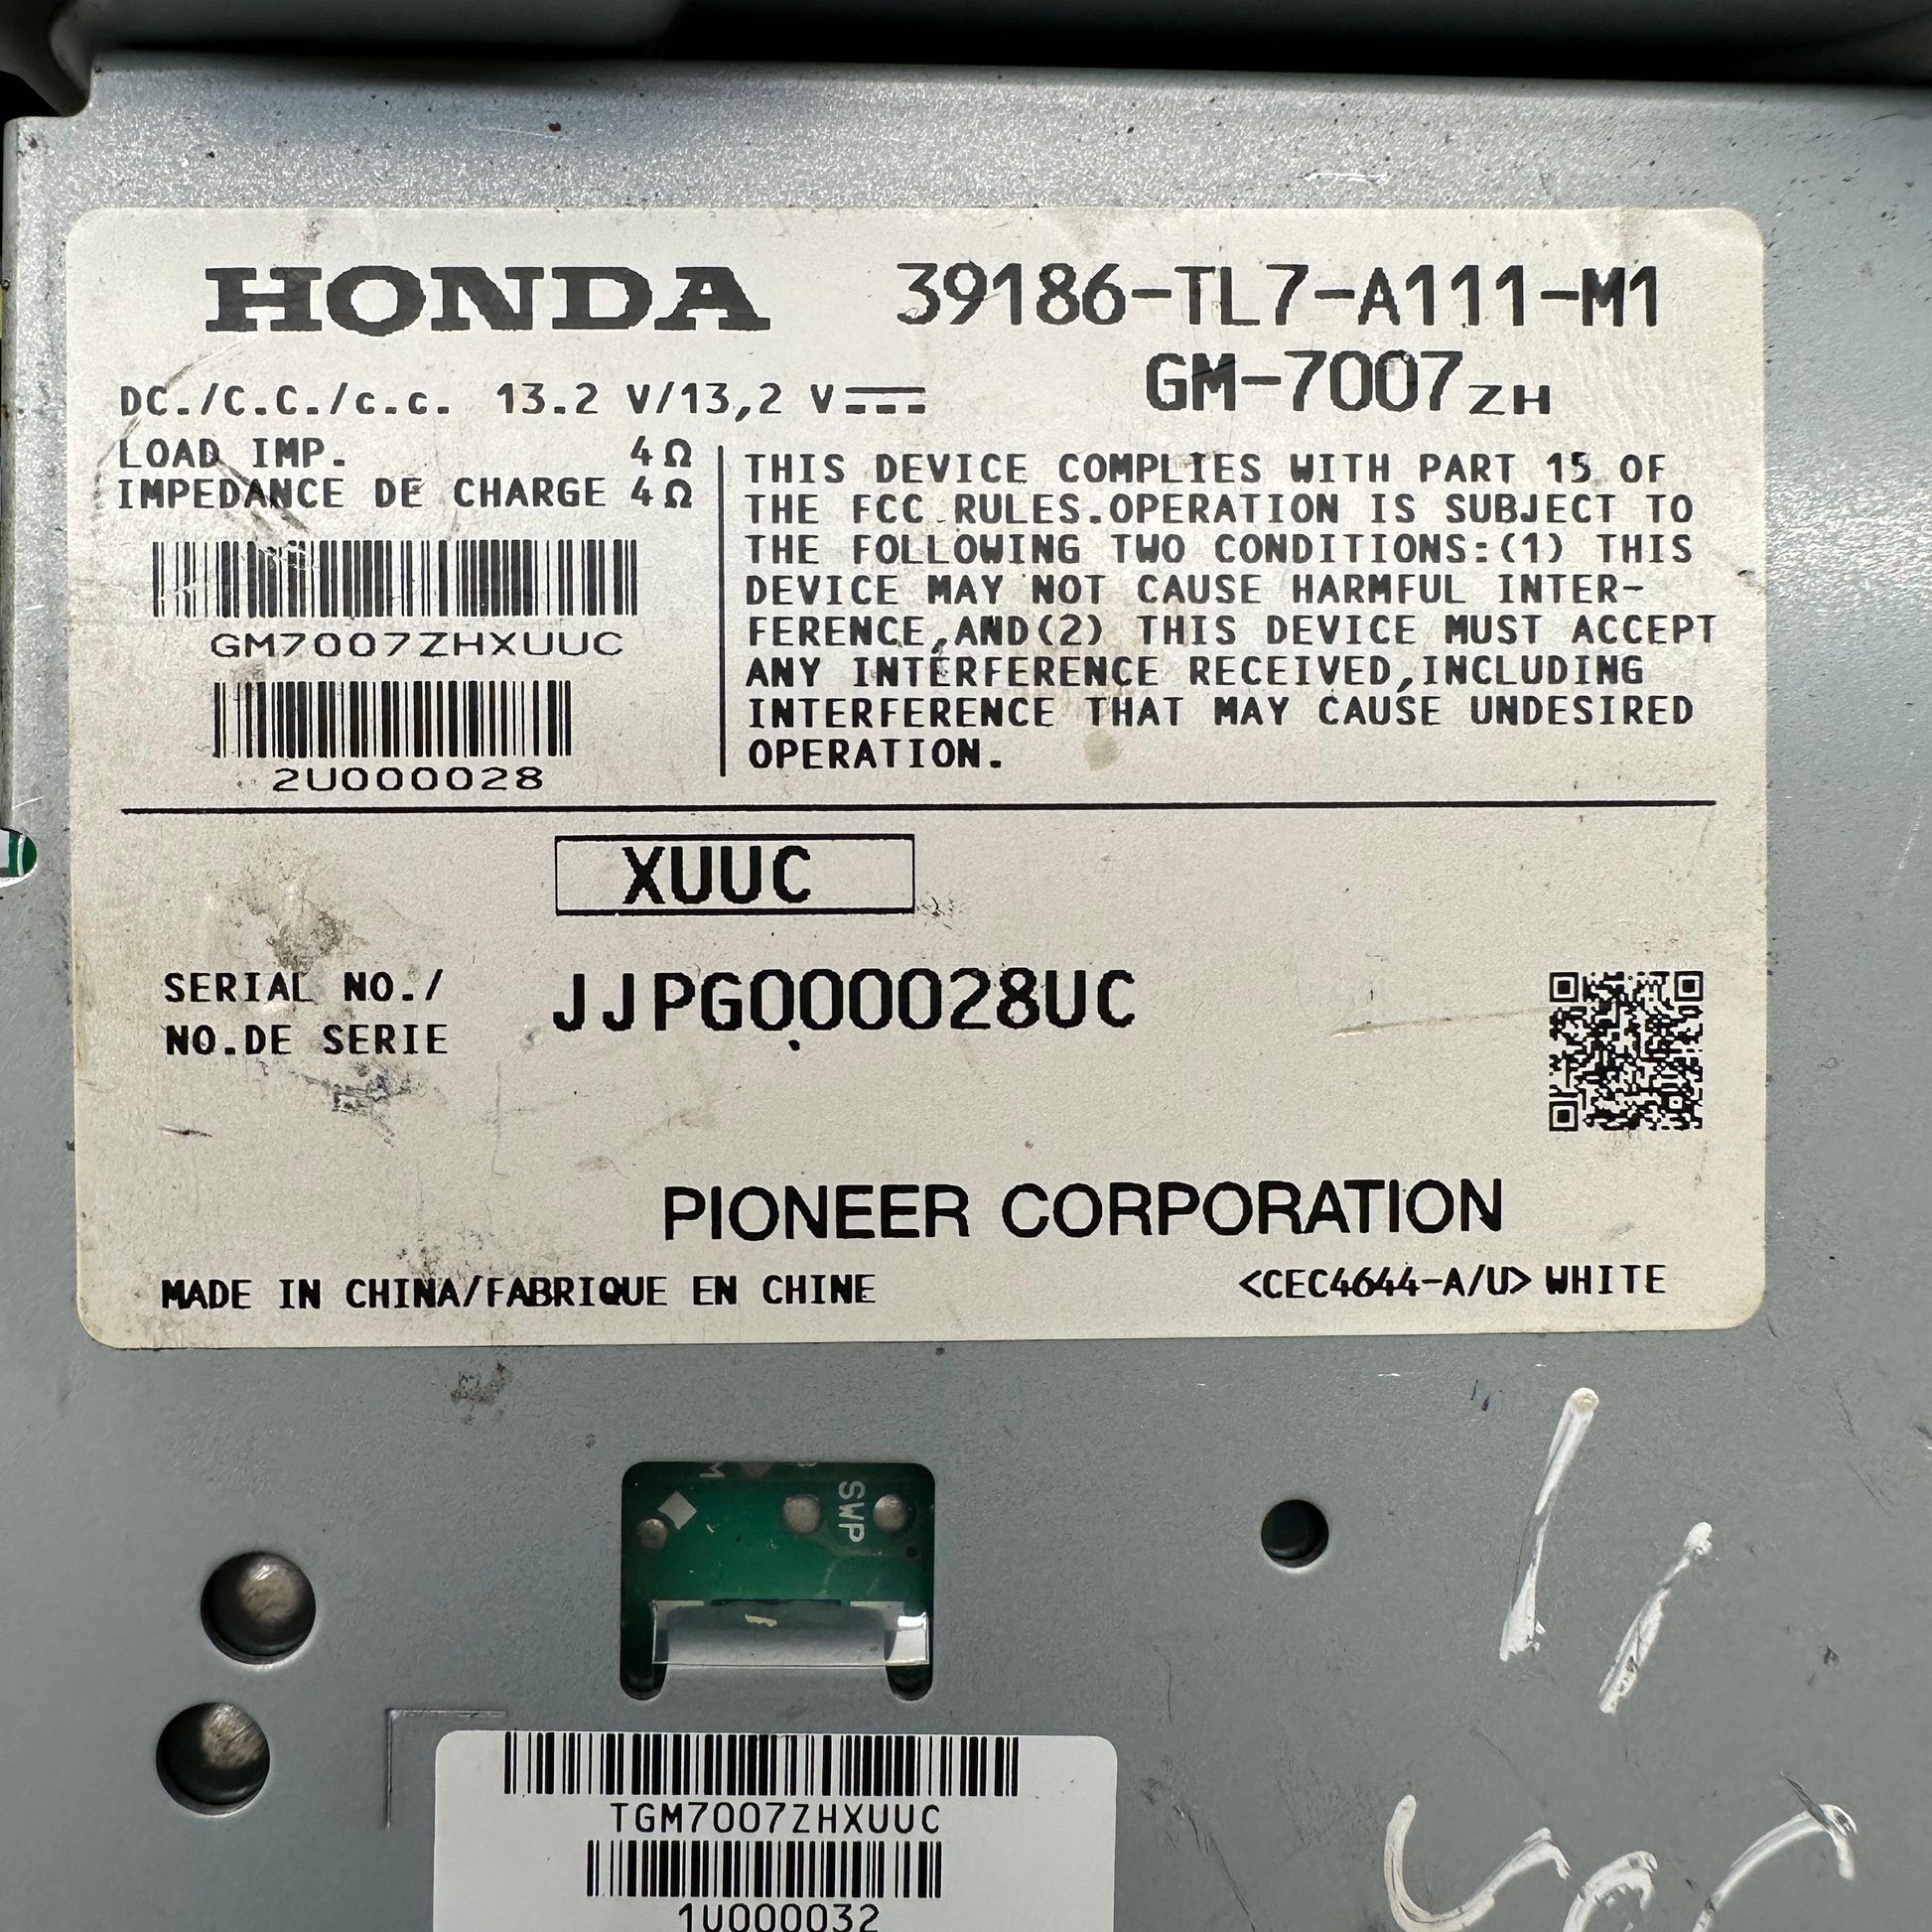 HONDA 39186-TL7-A111-M1
GM-7007ZH
DC./C.C./c.c. 13.2 V/13,2 V
LOAD IMP. 4Ω
IMPEDANCE DE CHARGE 4Ω
GM7007ZHXUUC
2U000028
THIS DEVICE COMPLIES WITH PART 15 OF
THE FCC RULES.OPERATION IS SUBJECT TO
THE FOLLOWING TWO CONDITIONS:(1) THIS
DEVICE MAY NOT CAUSE HARMFUL INTER-
FERENCE,AND(2) THIS DEVICE MUST ACCEPT
ANY INTERFERENCE RECEIVED,INCLUDING
INTERFERENCE THAT MAY CAUSE UNDESIRED
OPERATION.
XUUC
SERIAL NO./
NO.DE SERIE
JJPG000028UC
PIONEER CORPORATION
MADE IN CHINA/FABRIQUE EN CHINE
<CEC4644-A/U> WHITE
SWP
TGM7007ZHXUUC
1U000032